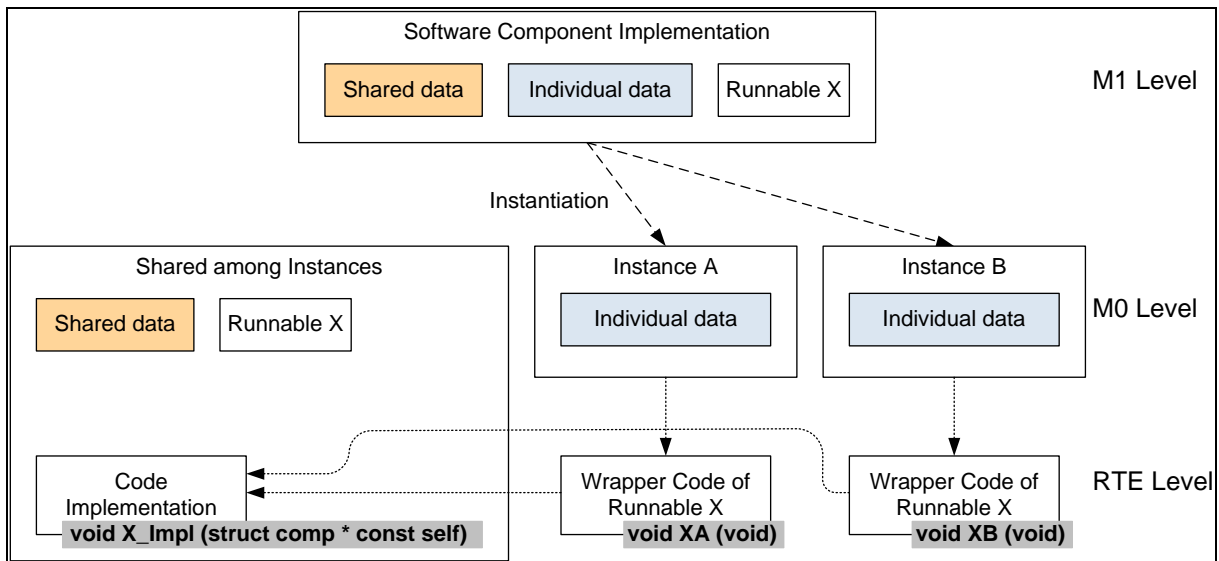 Software Component Implementation
Shared data
Individual data
Runnable X
M1 Level
Instantiation
Shared among Instances
Shared data
Runnable X
Instance A
Individual data
Instance B
Individual data
M0 Level
Code
Implementation
void X_Impl (struct comp * const self)
Wrapper Code of
Runnable X
void XA (void)
Wrapper Code of
Runnable X
void XB (void)
RTE Level